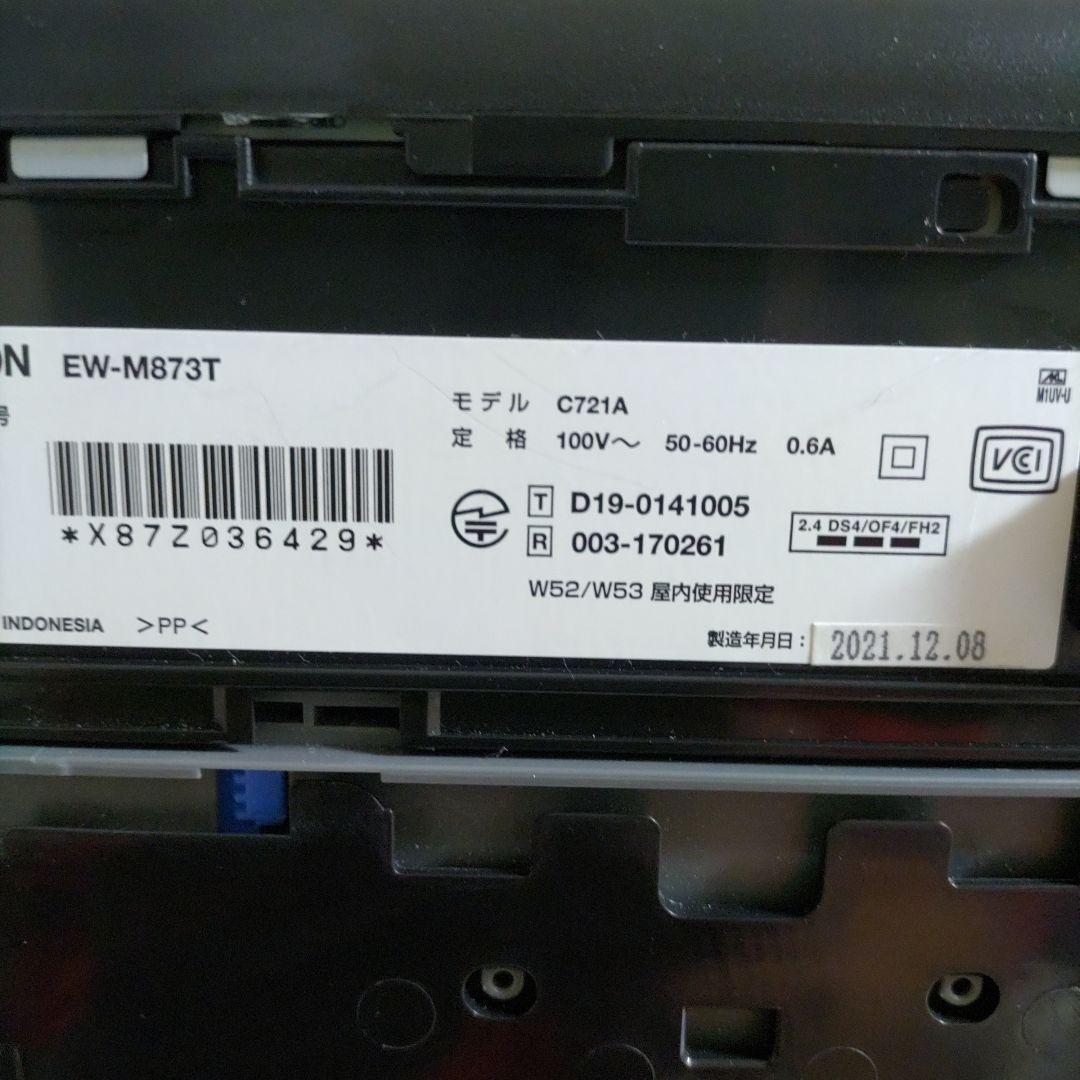 ON EW-M873T
号
*X87Z036429*
INDONESIA >PP<
モデル C721A
定格 100V～ 50-60Hz 0.6A
T D19-0141005
R 003-170261
W52/W53 屋内使用限定
製造年月日： 2021.12.08
2.4 DS4/OF4/FH2
VCCI
M1UV-U